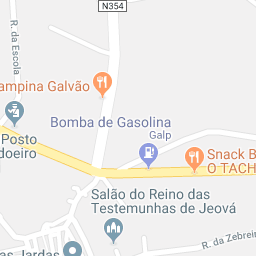 N354
R. da Escola
ampina Galvão
Bomba de Gasolina
Galp
Posto
doeiro
Snack B
O TACH
Salão do Reino das
Testemunhas de Jeová
as Jardas
R. da Zebreir